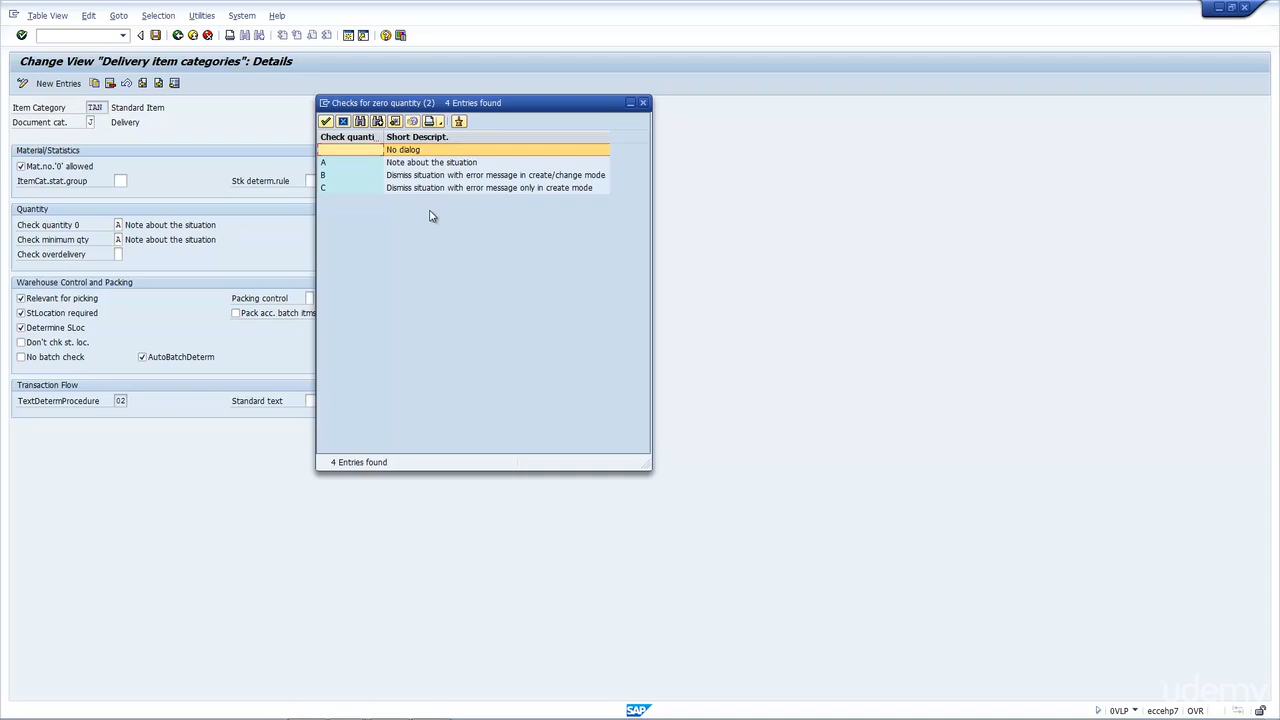 Table View Edit Goto Selection Utilities System Help
Change View "Delivery item categories": Details
New Entries
Item Category TAN Standard Item
Document cat. J Delivery
Material/Statistics
Mat.no.'0' allowed
ItemCat.stat.group Stk determ.rule
Quantity
Check quantity 0 A Note about the situation
Check minimum qty A Note about the situation
Check overdelivery
Warehouse Control and Packing
Relevant for picking Packing control
StLocation required Pack acc. batch itms
Determine SLoc
Don't chk st. loc.
No batch check AutoBatchDeterm
Transaction Flow
TextDetermProcedure 02 Standard text
Checks for zero quantity (2) 4 Entries found
Check quanti.. Short Descript.
No dialog
A Note about the situation
B Dismiss situation with error message in create/change mode
C Dismiss situation with error message only in create mode
4 Entries found
udemy
SAP 0VLP eccehp7 OVR